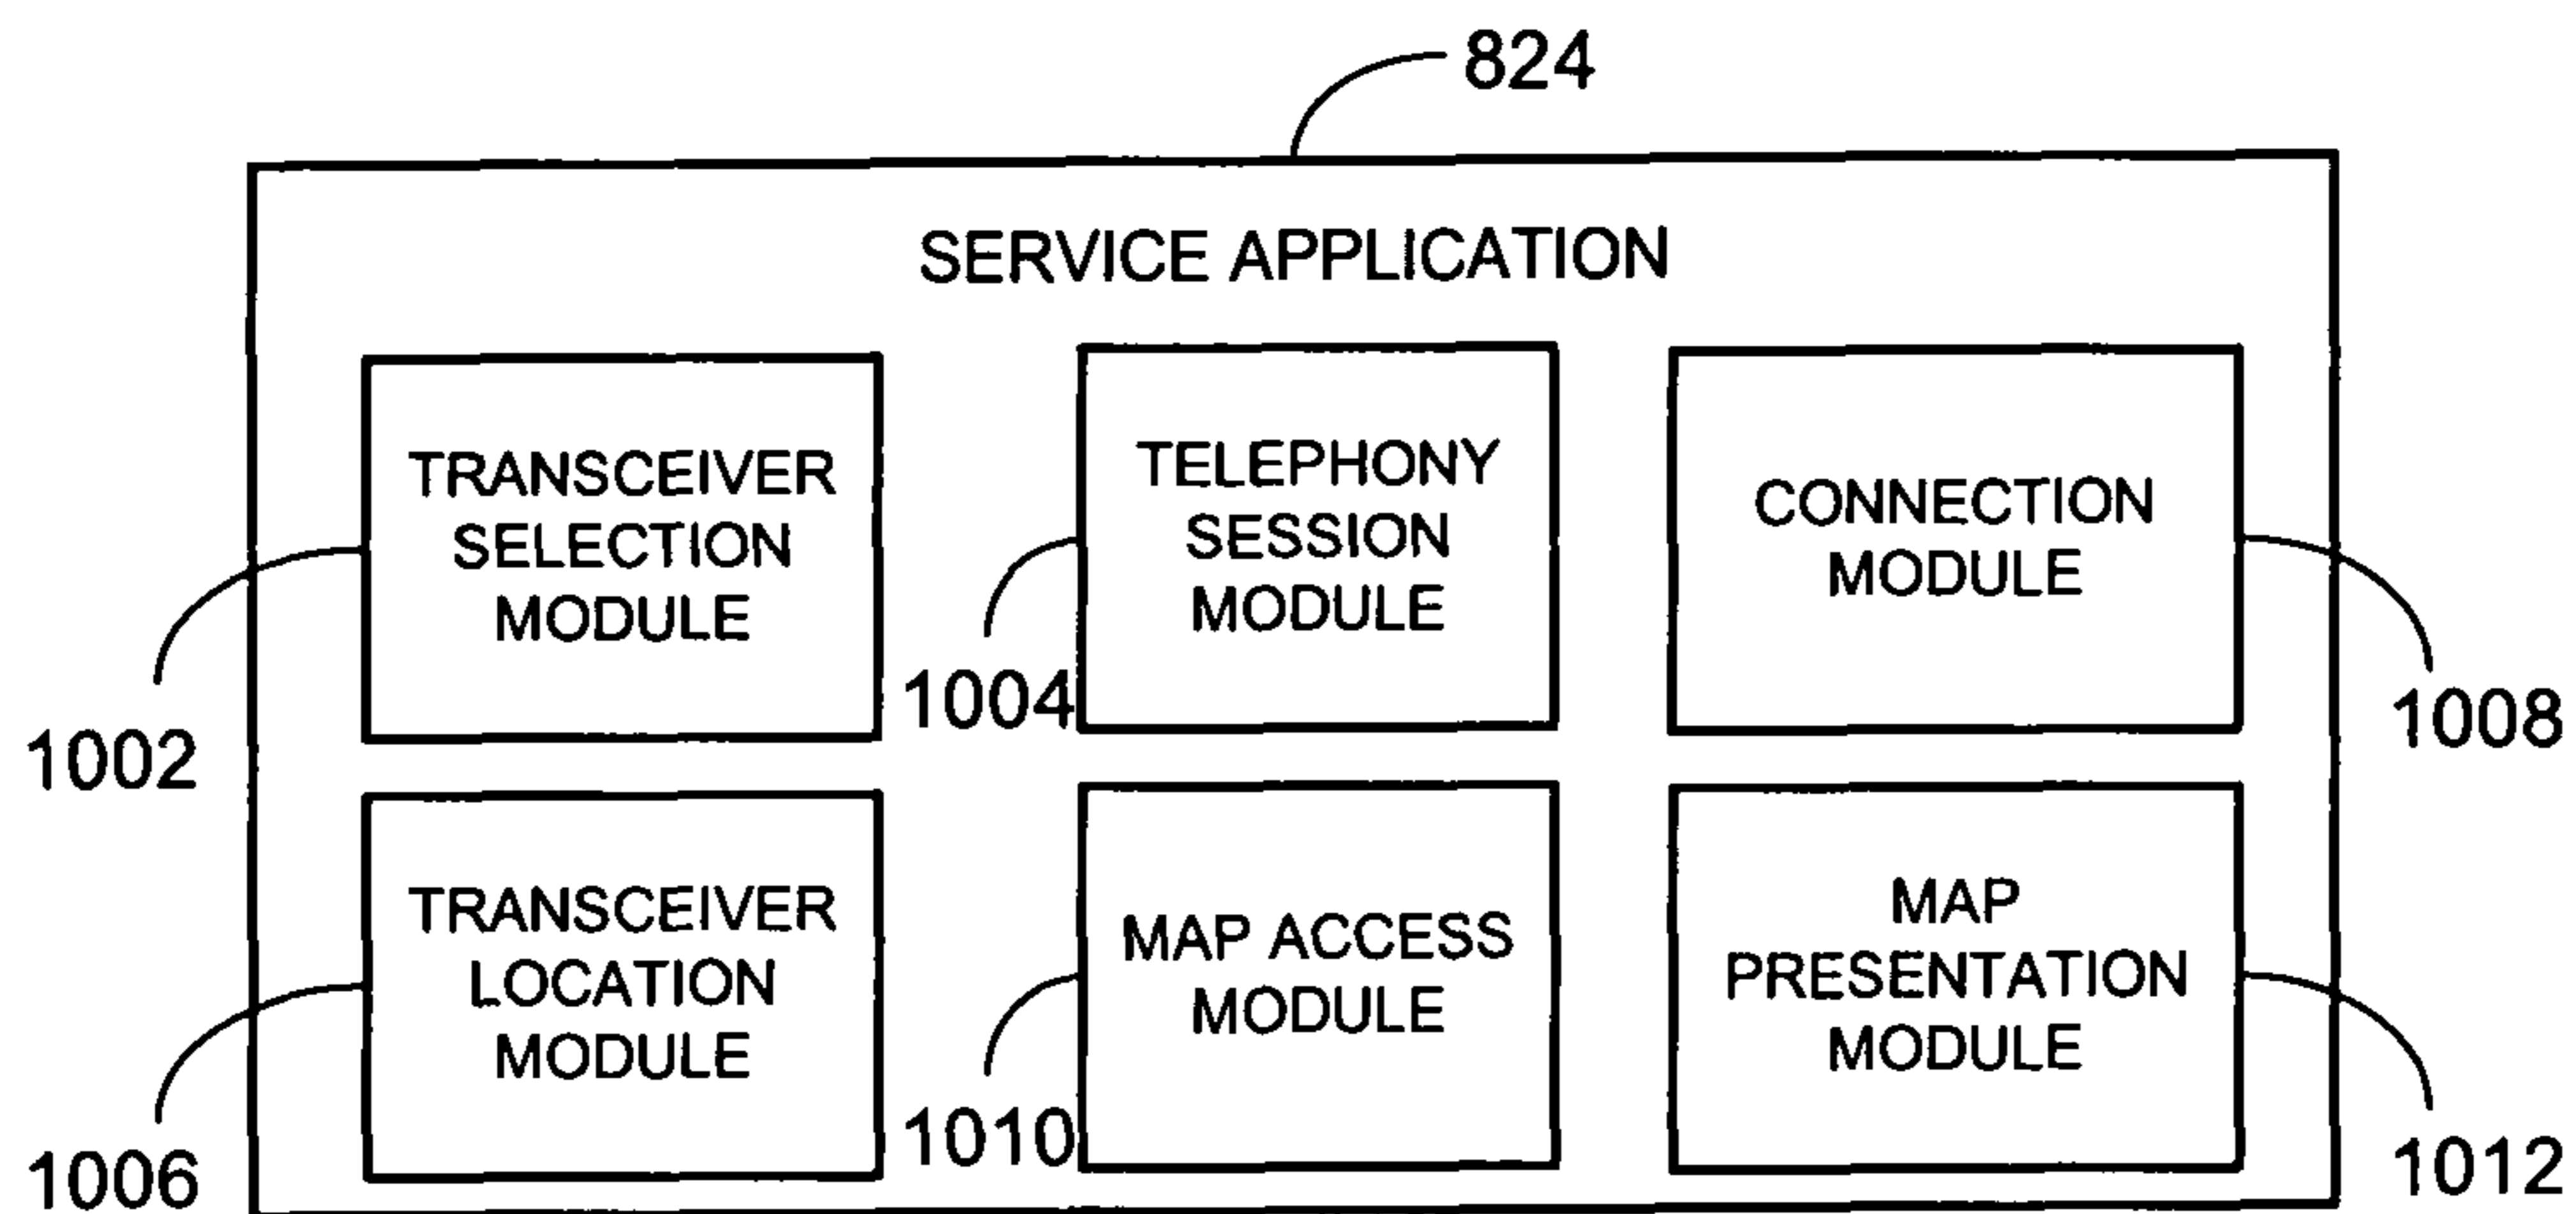 824
SERVICE APPLICATION
TRANSCEIVER
SELECTION
MODULE
1002
TELEPHONY
SESSION
MODULE
1004
CONNECTION
MODULE
1008
TRANSCEIVER
LOCATION
MODULE
1006
MAP ACCESS
MODULE
1010
MAP
PRESENTATION
MODULE
1012